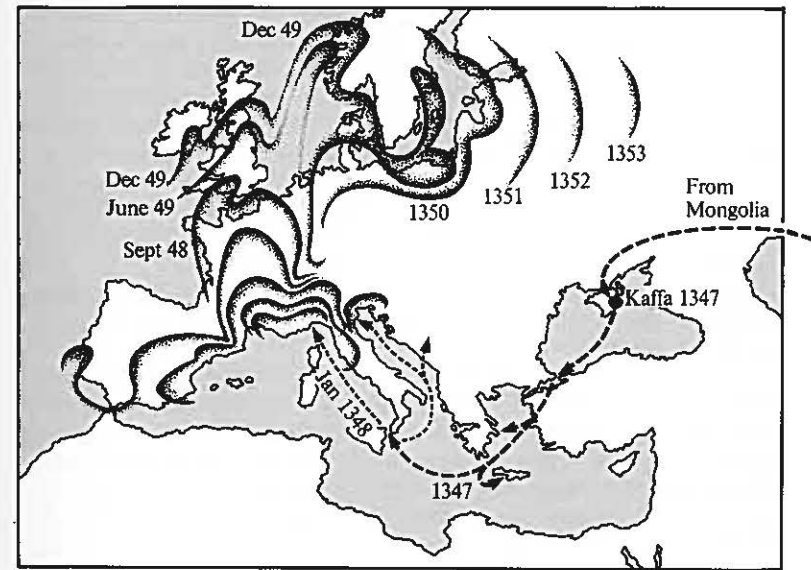 Dec 49
Dec 49
June 49
Sept 48
1350
1351
1352
1353
From
Mongolia
Kaffa 1347
Jan 1348
1347